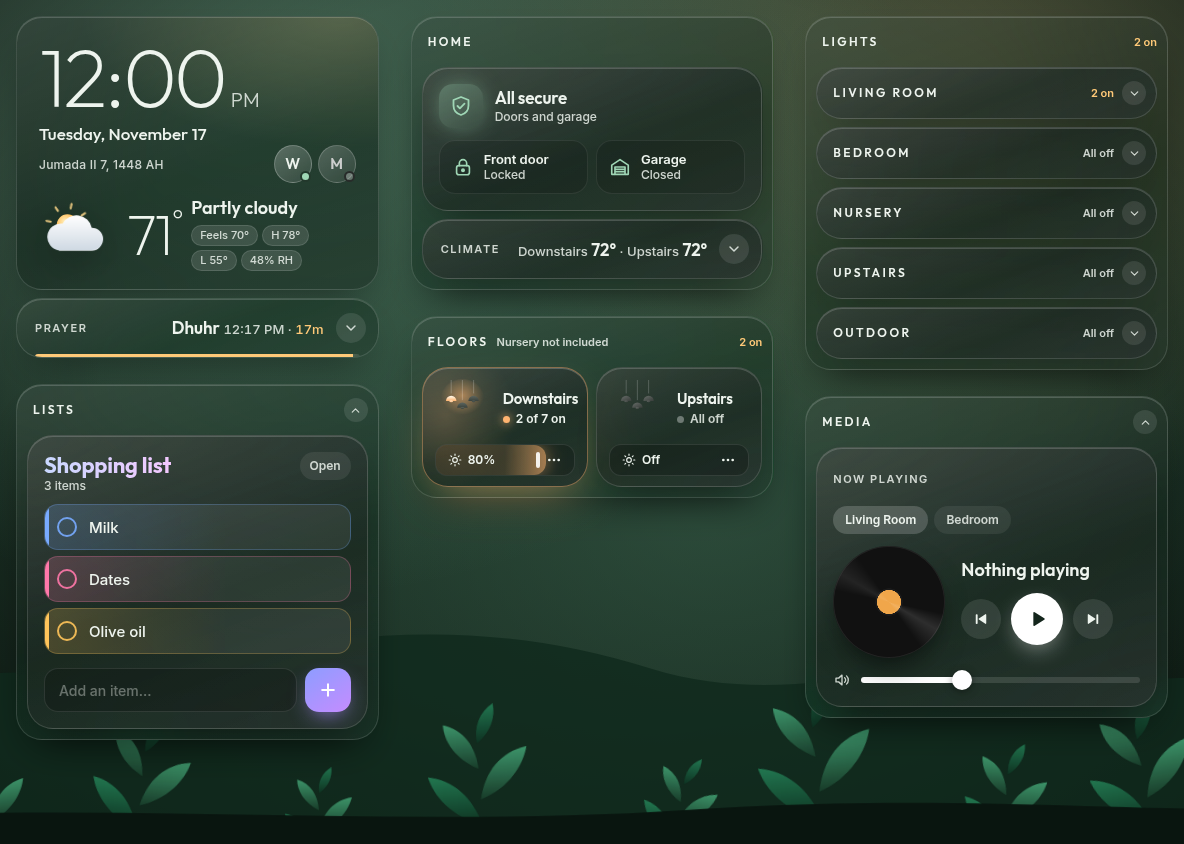 12:00 PM
Tuesday, November 17
Jumada II 7, 1448 AH
W
M
71°
Partly cloudy
Feels 70°
H 78°
L 55°
48% RH
PRAYER
Dhuhr 12:17 PM · 17m
LISTS
Shopping list
3 items
Open
Milk
Dates
Olive oil
Add an item...
+
HOME
All secure
Doors and garage
Front door
Locked
Garage
Closed
CLIMATE
Downstairs 72° · Upstairs 72°
FLOORS Nursery not included
2 on
Downstairs
2 of 7 on
80%
Upstairs
All off
Off
LIGHTS
2 on
LIVING ROOM
2 on
BEDROOM
All off
NURSERY
All off
UPSTAIRS
All off
OUTDOOR
All off
MEDIA
NOW PLAYING
Living Room
Bedroom
Nothing playing